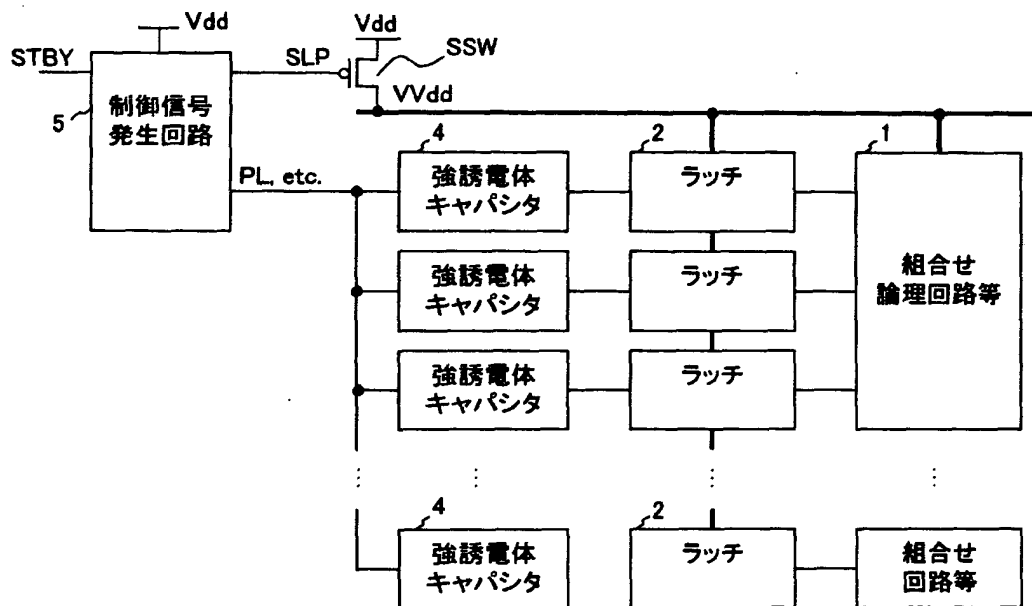 Vdd
Vdd
STBY
SLP
SSW
制御信号
発生回路
5
VVdd
4
2
1
PL, etc.
強誘電体
キャパシタ
ラッチ
組合せ
論理回路等
強誘電体
キャパシタ
ラッチ
強誘電体
キャパシタ
ラッチ
4
2
強誘電体
キャパシタ
ラッチ
組合せ
回路等